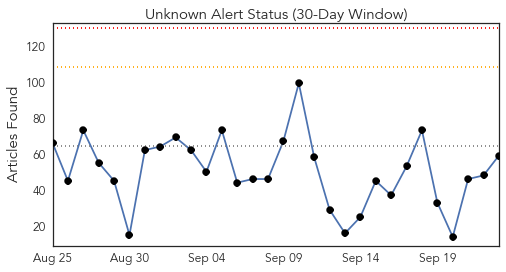 Unknown Alert Status (30-Day Window)
Articles Found
120
100
80
60
40
20
Aug 25 Aug 30 Sep 04 Sep 09 Sep 14 Sep 19